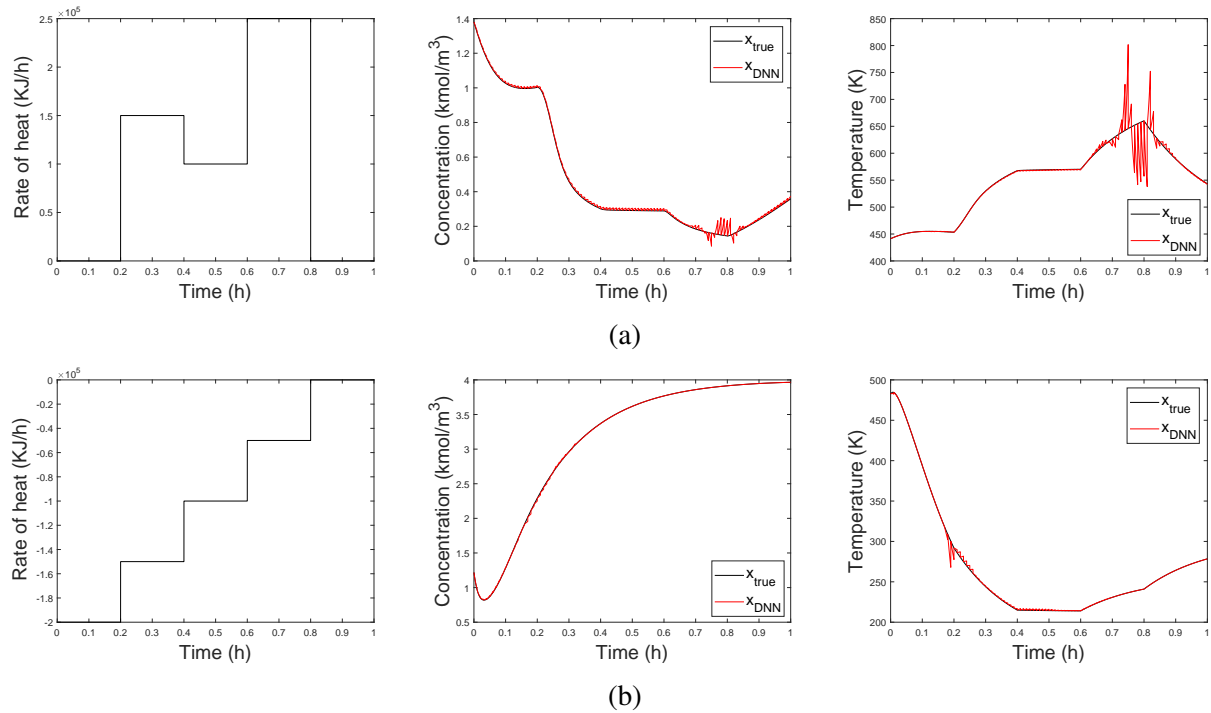 ×10⁵
2.5
2
1.5
1
0.5
0
0 0.1 0.2 0.3 0.4 0.5 0.6 0.7 0.8 0.9 1
Rate of heat (KJ/h)
Time (h)
1.4
1.2
1
0.8
0.6
0.4
0.2
0
0 0.1 0.2 0.3 0.4 0.5 0.6 0.7 0.8 0.9 1
Concentration (kmol/m³)
Time (h)
x_true
x_DNN
850
800
750
700
650
600
550
500
450
400
0 0.1 0.2 0.3 0.4 0.5 0.6 0.7 0.8 0.9 1
Temperature (K)
Time (h)
x_true
x_DNN
(a)
×10⁵
0
-0.2
-0.4
-0.6
-0.8
-1
-1.2
-1.4
-1.6
-1.8
-2
0 0.1 0.2 0.3 0.4 0.5 0.6 0.7 0.8 0.9 1
Rate of heat (KJ/h)
Time (h)
4
3.5
3
2.5
2
1.5
1
0.5
0 0.1 0.2 0.3 0.4 0.5 0.6 0.7 0.8 0.9 1
Concentration (kmol/m³)
Time (h)
x_true
x_DNN
500
450
400
350
300
250
200
0 0.1 0.2 0.3 0.4 0.5 0.6 0.7 0.8 0.9 1
Temperature (K)
Time (h)
x_true
x_DNN
(b)